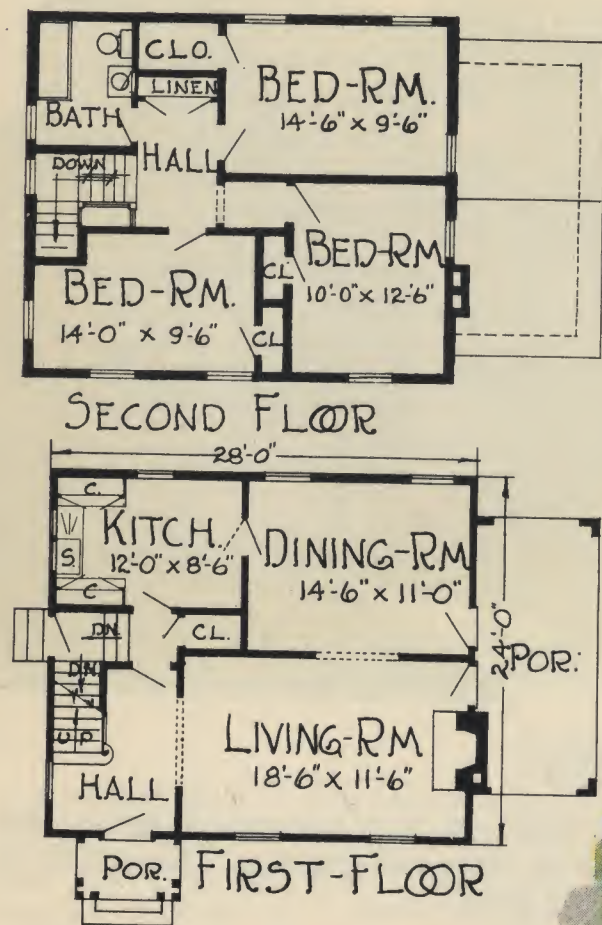 CLO.
LINEN
BED-RM.
14'-6" x 9'-6"
BATH
HALL
DOWN
BED-RM
10'-0" x 12'-6"
CL.
BED-RM.
14'-0" x 9'-6"
CL.
SECOND FLOOR
28'-0"
C.
KITCH.
12'-0" x 8'-6"
S.
C
DINING-RM
14'-6" x 11'-0"
24'-0"
POR.
DN.
CL.
DN.
UP
LIVING-RM
18'-6" x 11'-6"
HALL
POR.
FIRST-FLOOR